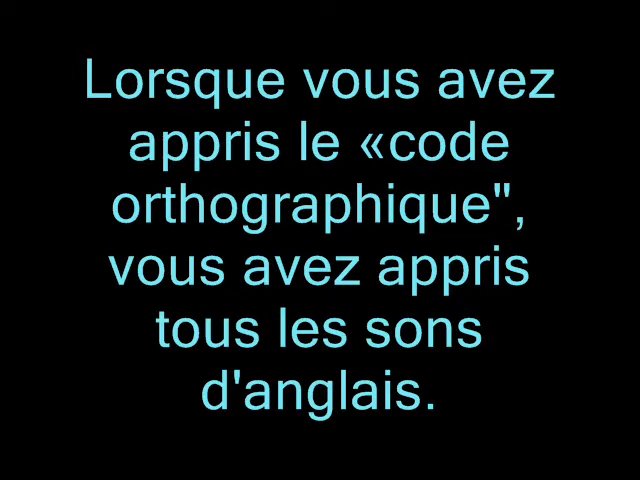 Lorsque vous avez
appris le «code
orthographique",
vous avez appris
tous les sons
d'anglais.